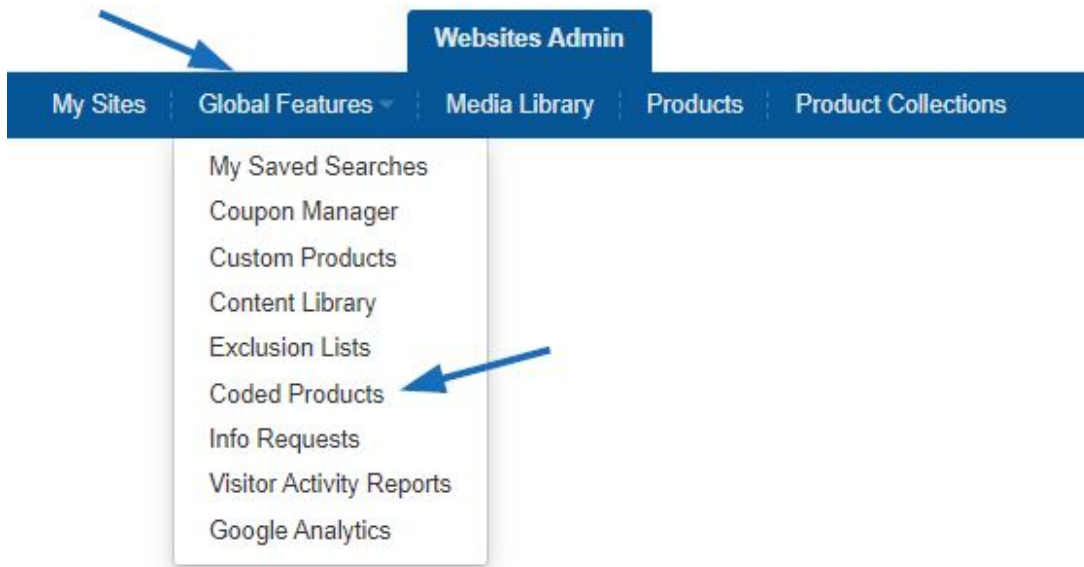 Websites Admin
My Sites Global Features Media Library Products Product Collections
My Saved Searches
Coupon Manager
Custom Products
Content Library
Exclusion Lists
Coded Products
Info Requests
Visitor Activity Reports
Google Analytics